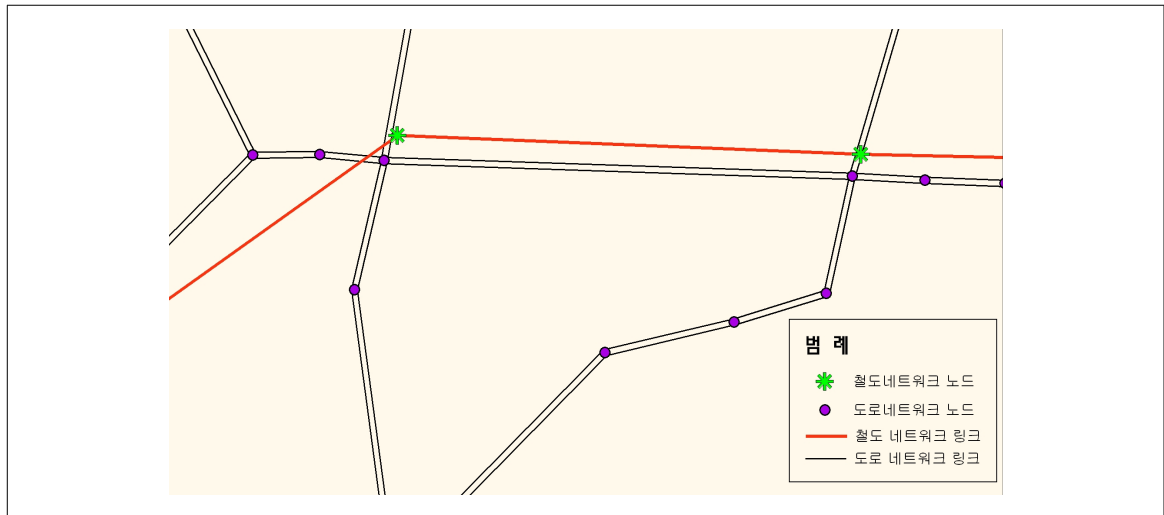 범 례
철도네트워크 노드
도로네트워크 노드
철도 네트워크 링크
도로 네트워크 링크